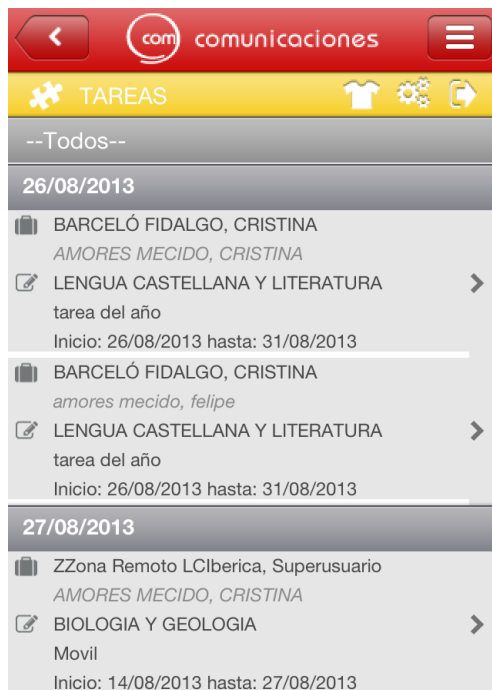 com comunicaciones
TAREAS
--Todos--
26/08/2013
BARCELÓ FIDALGO, CRISTINA
AMORES MECIDO, CRISTINA
LENGUA CASTELLANA Y LITERATURA
tarea del año
Inicio: 26/08/2013 hasta: 31/08/2013
BARCELÓ FIDALGO, CRISTINA
amores mecido, felipe
LENGUA CASTELLANA Y LITERATURA
tarea del año
Inicio: 26/08/2013 hasta: 31/08/2013
27/08/2013
ZZona Remoto LCIberica, Superusuario
AMORES MECIDO, CRISTINA
BIOLOGIA Y GEOLOGIA
Movil
Inicio: 14/08/2013 hasta: 27/08/2013